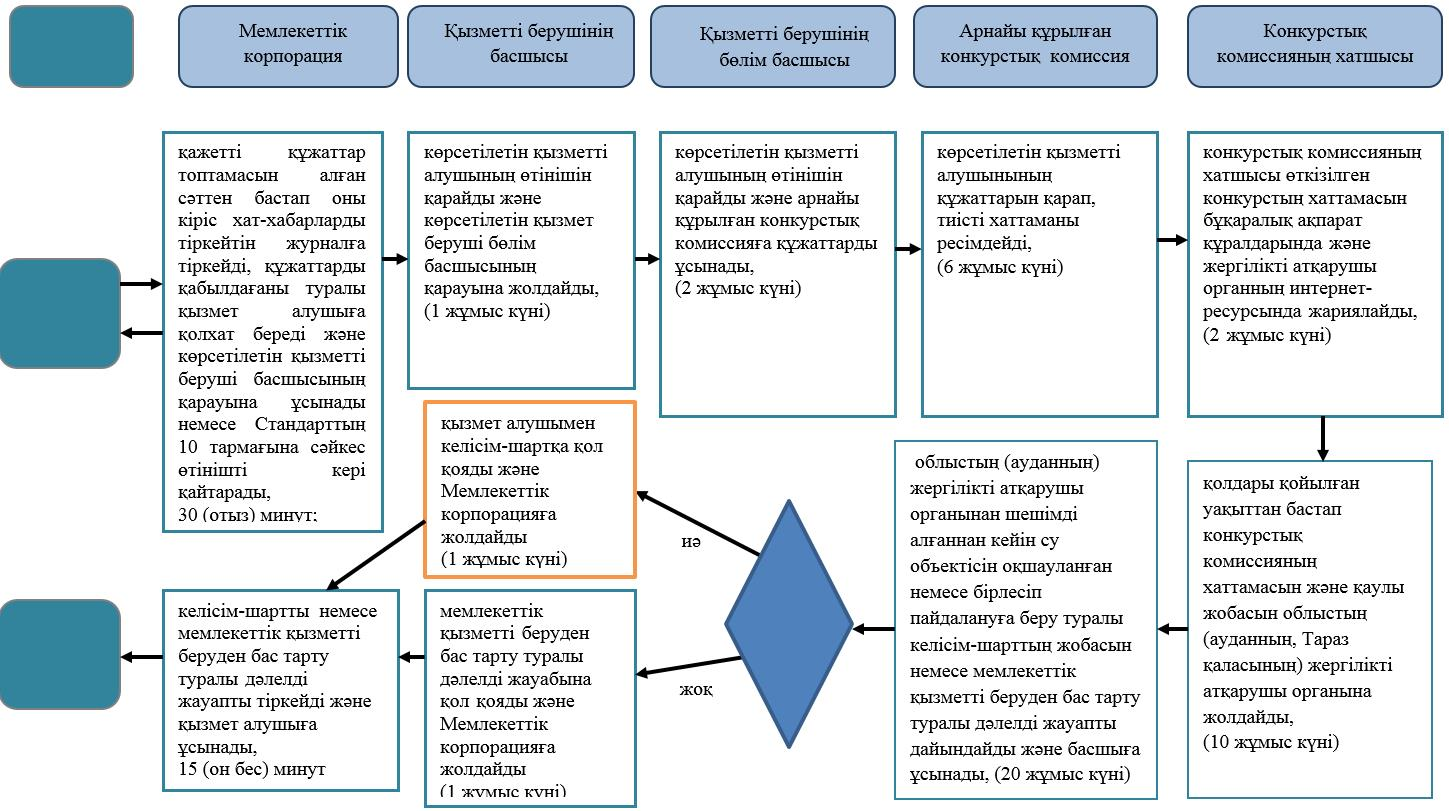 Мемлекеттік
корпорация
Қызметті берушінің
басшысы
Қызметті берушінің
бөлім басшысы
Арнайы құрылған
конкурстық комиссия
Конкурстық
комиссияның хатшысы
қажетті құжаттар
топтамасын алған
сәттен бастап оны
кіріс хат-хабарларды
тіркейтін журналға
тіркейді, құжаттарды
қабылдағаны туралы
қызмет алушыға
қолхат береді және
көрсетілетін қызметті
беруші басшысының
қарауына ұсынады
немесе Стандарттың
10 тармағына сәйкес
өтінішті кері
қайтарады,
30 (отыз) минут;
көрсетілетін қызметті
алушының өтінішін
қарайды және
көрсетілетін қызмет
беруші бөлім
басшысының
қарауына жолдайды,
(1 жұмыс күні)
көрсетілетін қызметті
алушының өтінішін
қарайды және арнайы
құрылған конкурстық
комиссияға құжаттарды
ұсынады,
(2 жұмыс күні)
көрсетілетін қызметті
алушынының
құжаттарын қарап,
тиісті хаттаманы
ресімдейді,
(6 жұмыс күні)
конкурстық комиссияның
хатшысы өткізілген
конкурстың хаттамасын
бұқаралық ақпарат
құралдарында және
жергілікті атқарушы
органның интернет-
ресурсында жариялайды,
(2 жұмыс күні)
қолдары қойылған
уақыттан бастап
конкурстық
комиссияның
хаттамасын және қаулы
жобасын облыстың
(ауданның, Тараз
қаласының) жергілікті
атқарушы органына
жолдайды,
(10 жұмыс күні)
облыстың (ауданның)
жергілікті атқарушы
органынан шешімді
алғаннан кейін су
объектісін оқшауланған
немесе бірлесіп
пайдалануға беру туралы
келісім-шарттың жобасын
немесе мемлекеттік
қызметті беруден бас тарту
туралы дәлелді жауапты
дайындайды және басшыға
ұсынады, (20 жұмыс күні)
иә
жоқ
қызмет алушымен
келісім-шартқа қол
қояды және
Мемлекеттік
корпорацияға
жолдайды
(1 жұмыс күні)
мемлекеттік
қызметті беруден
бас тарту туралы
дәлелді жауабына
қол қояды және
Мемлекеттік
корпорацияға
жолдайды
(1 жұмыс күні)
келісім-шартты немесе
мемлекеттік қызметті
беруден бас тарту
туралы дәлелді
жауапты тіркейді және
қызмет алушыға
ұсынады,
15 (он бес) минут